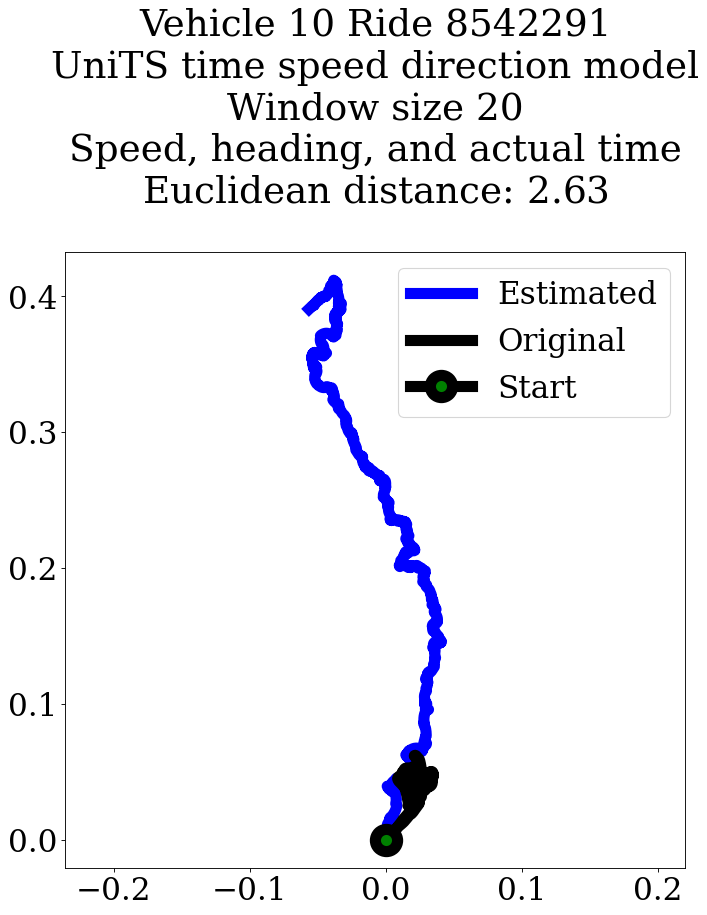 Vehicle 10 Ride 8542291
UniTS time speed direction model
Window size 20
Speed, heading, and actual time
Euclidean distance: 2.63
Estimated
Original
Start
0.4
0.3
0.2
0.1
0.0
−0.2 −0.1 0.0 0.1 0.2